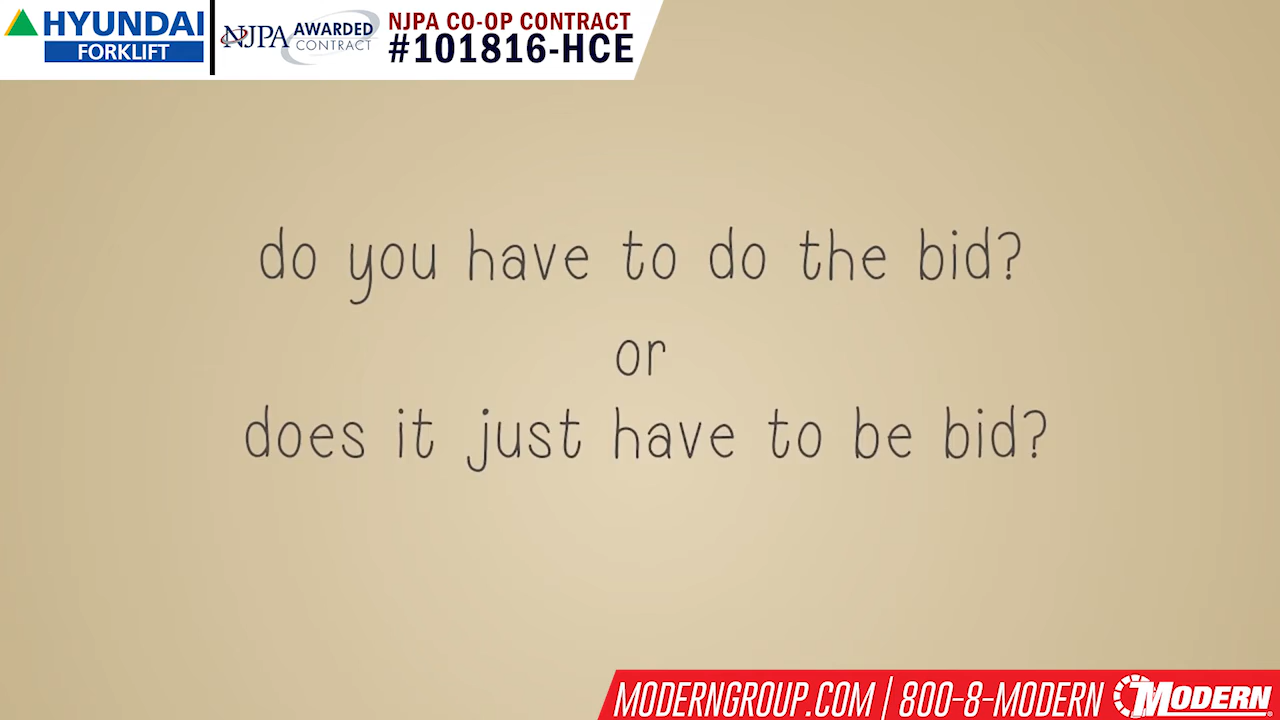 HYUNDAI
FORKLIFT
NJPA AWARDED
CONTRACT
NJPA CO-OP CONTRACT
#101816-HCE
do you have to do the bid?
or
does it just have to be bid?
MODERNGROUP.COM | 800-8-MODERN MODERN